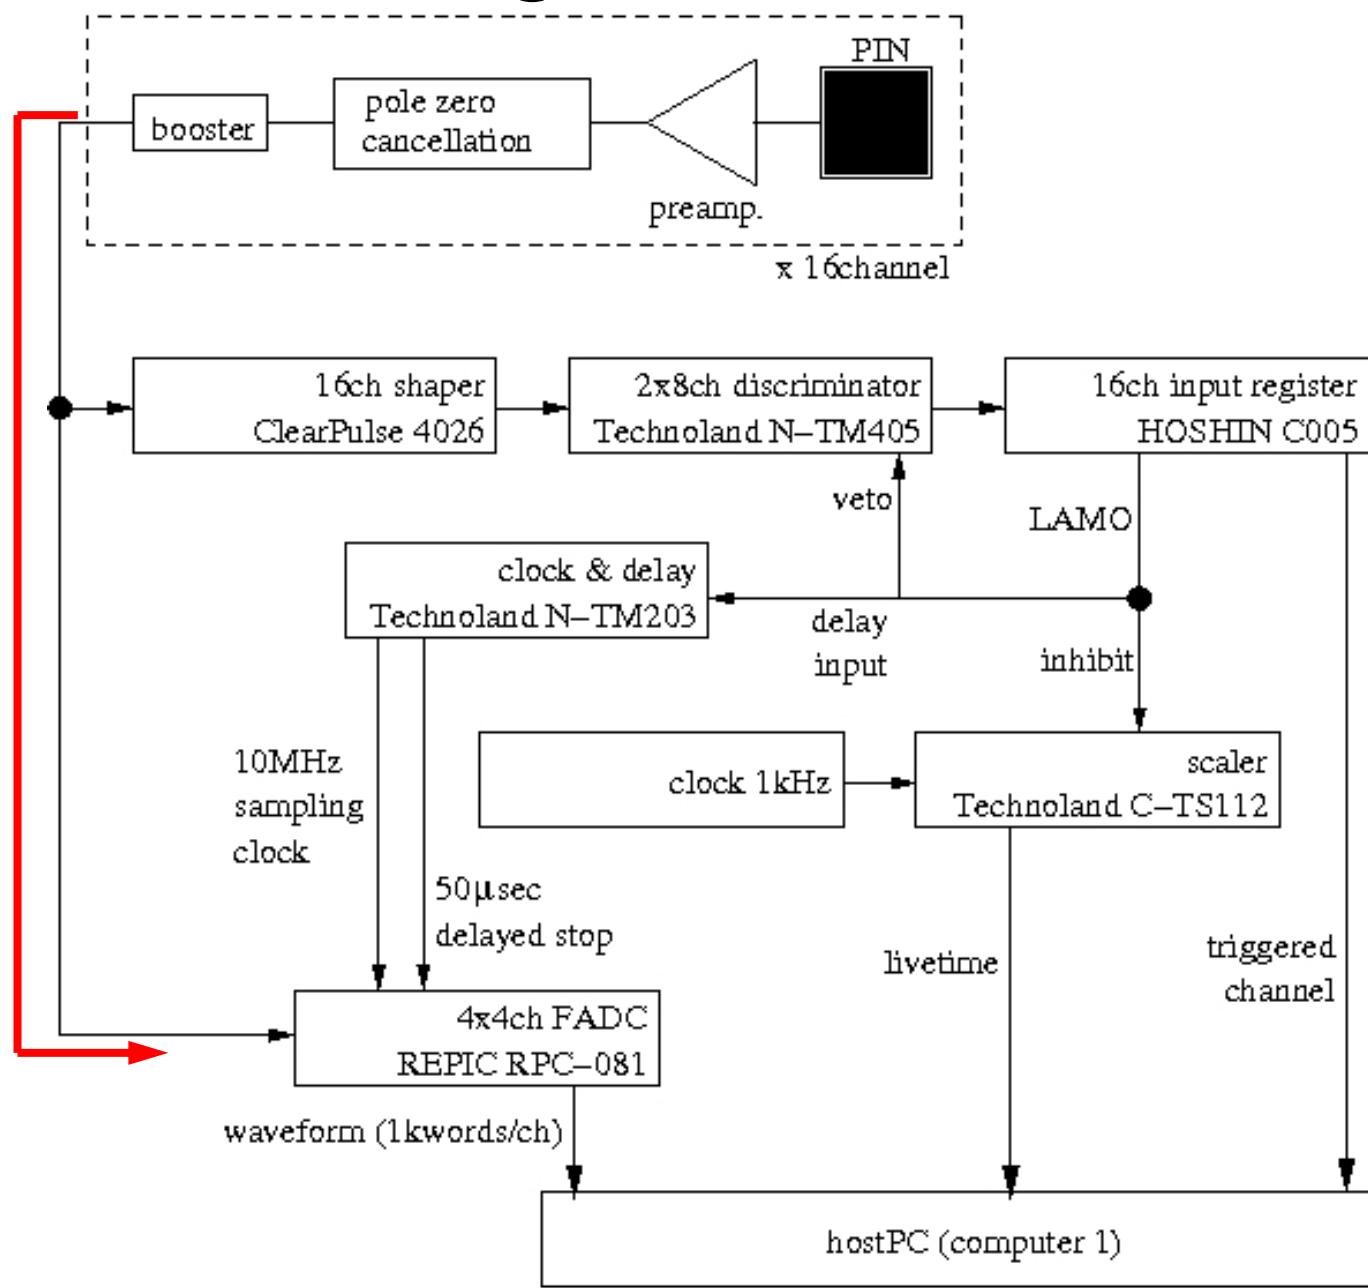 PIN
pole zero
cancellation
booster
preamp.
x 16channel
16ch shaper
ClearPulse 4026
2x8ch discriminator
Technoland N−TM405
16ch input register
HOSHIN C005
veto
LAMO
clock & delay
Technoland N−TM203
delay
input
inhibit
10MHz
sampling
clock
clock 1kHz
scaler
Technoland C−TS112
50μsec
delayed stop
livetime
triggered
channel
4x4ch FADC
REPIC RPC−081
waveform (1kwords/ch)
hostPC (computer 1)